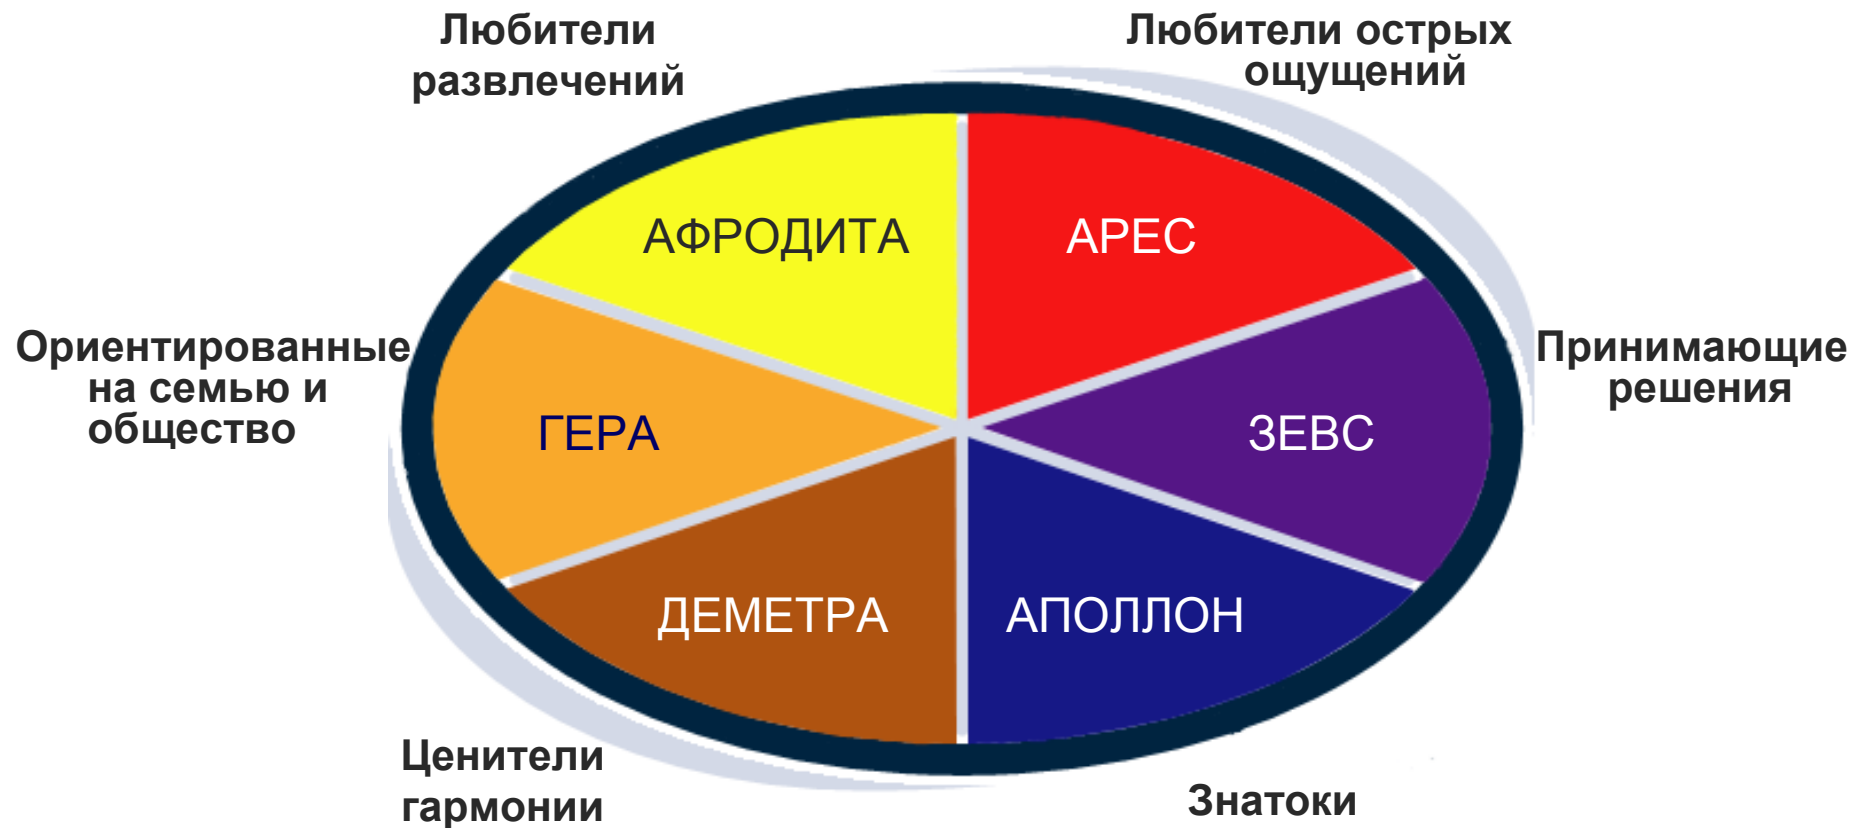 Любители
развлечений
Любители острых
ощущений
АФРОДИТА
АРЕС
Ориентированные
на семью и
общество
ГЕРА
ЗЕВС
Принимающие
решения
ДЕМЕТРА
АПОЛЛОН
Ценители
гармонии
Знатоки